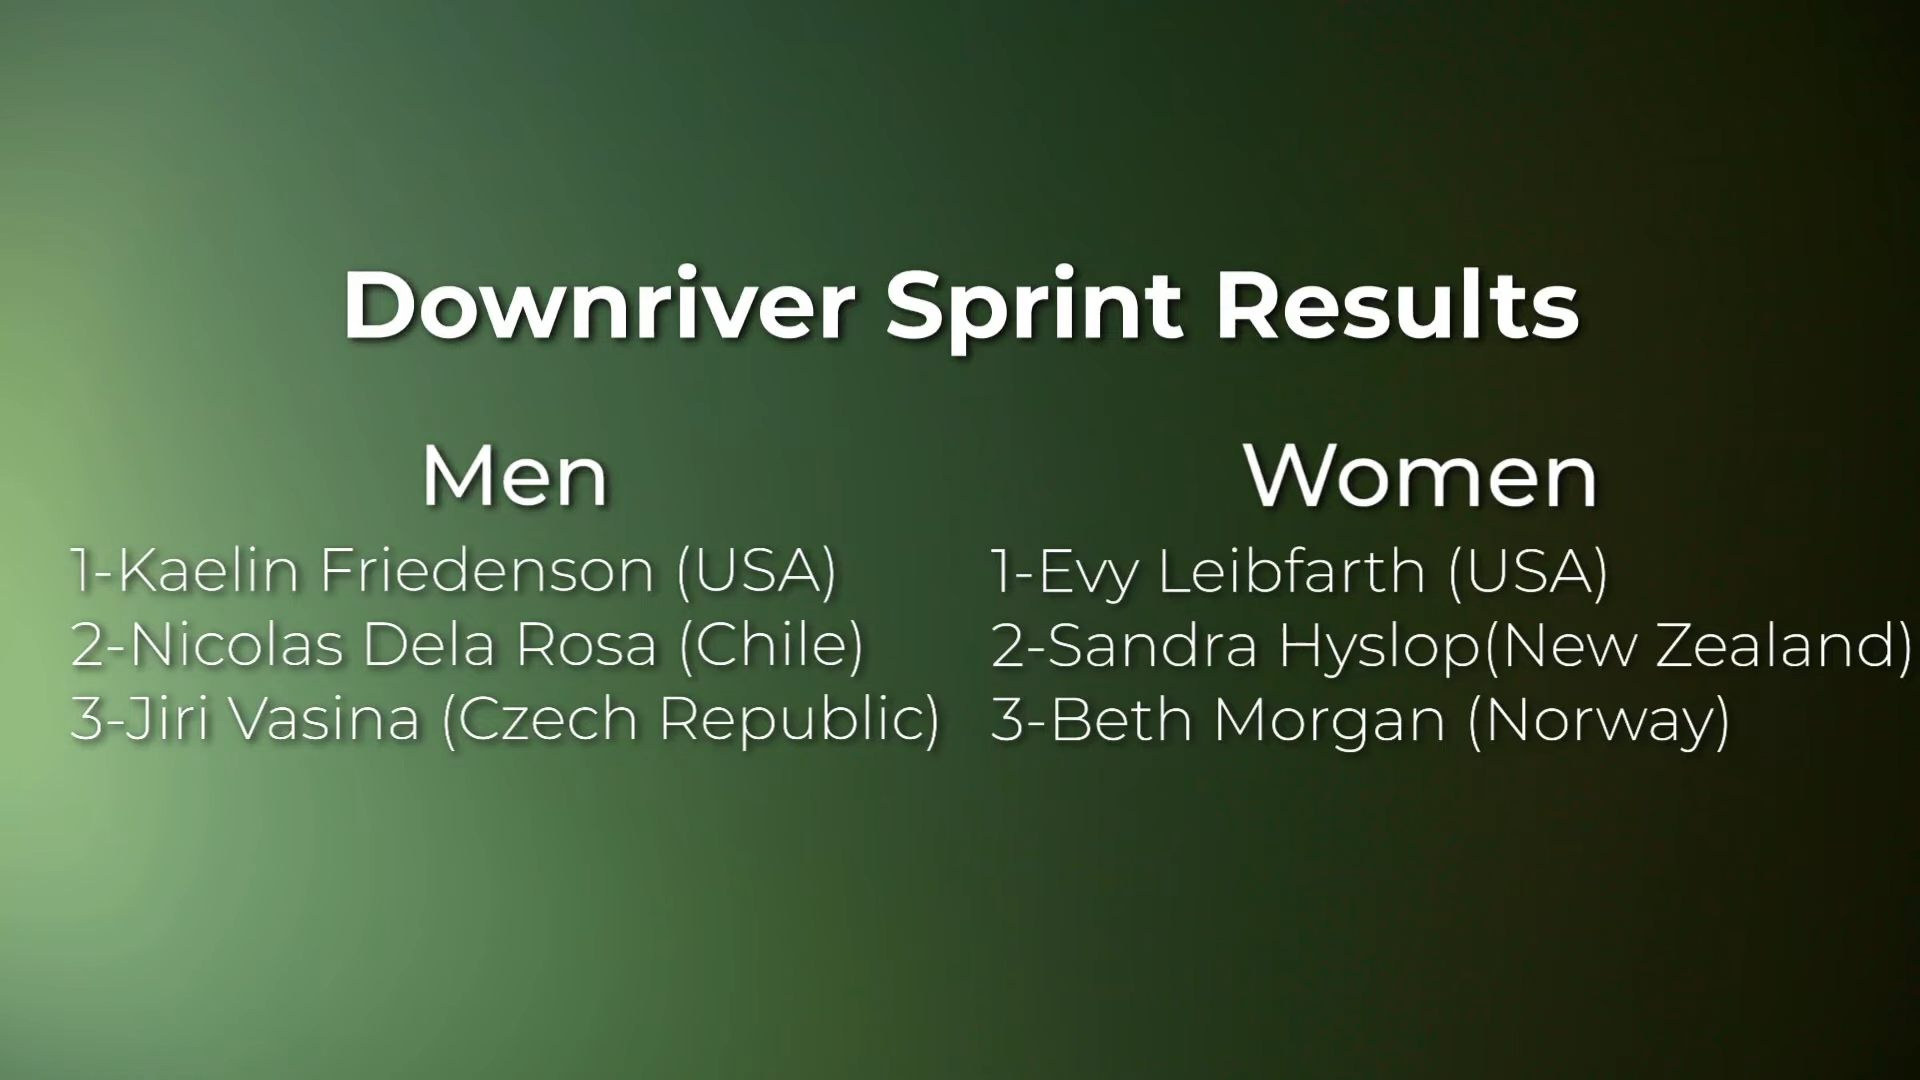 Downriver Sprint Results
Men
1-Kaelin Friedenson (USA)
2-Nicolas Dela Rosa (Chile)
3-Jiri Vasina (Czech Republic)
Women
1-Evy Leibfarth (USA)
2-Sandra Hyslop(New Zealand)
3-Beth Morgan (Norway)